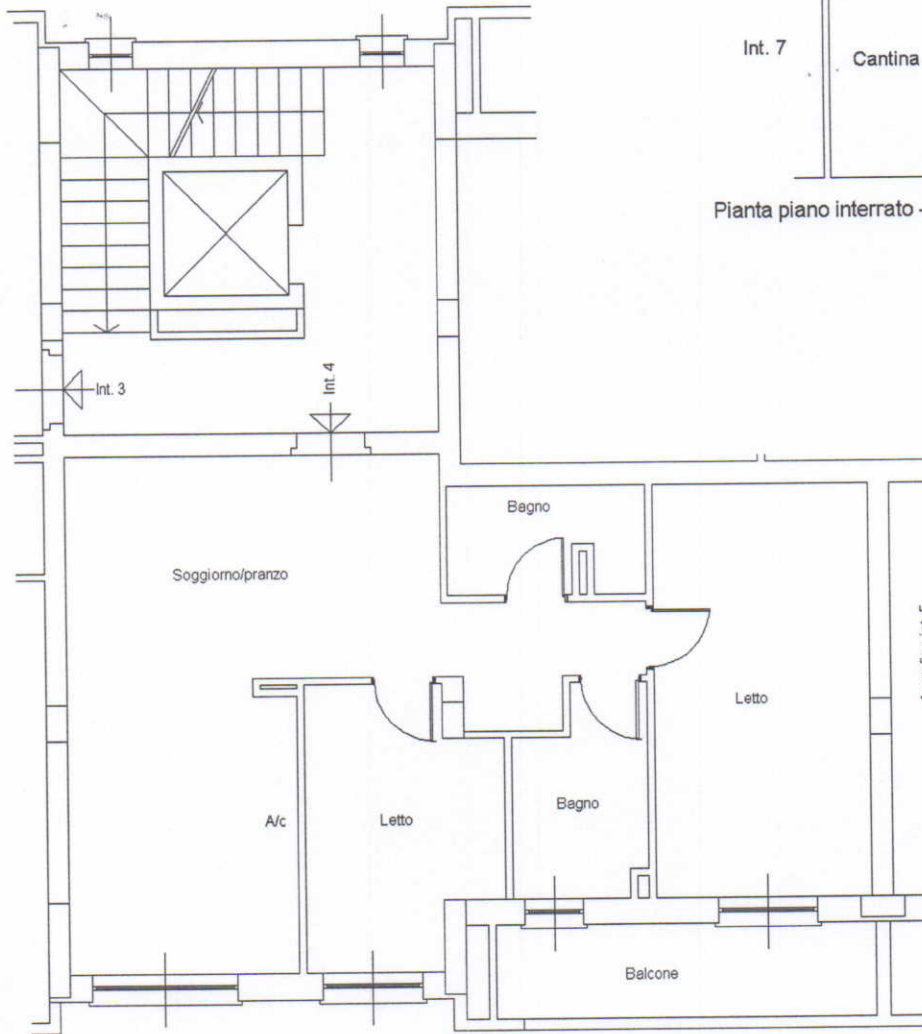 Int. 7
Cantina
Pianta piano interrato -
Int. 3
Int. 4
Bagno
Soggiorno/pranzo
Letto
A/c
Letto
Bagno
Balcone